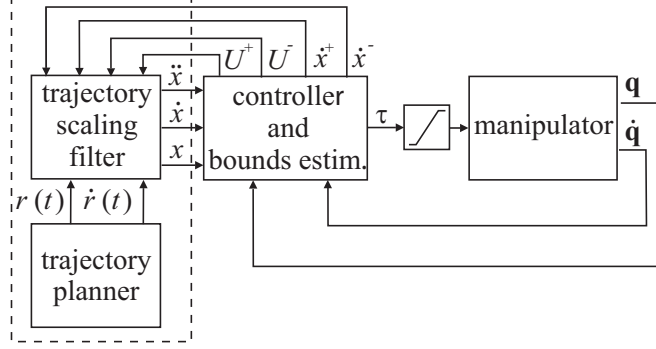 U⁺ U⁻ ẋ⁺ ẋ⁻
trajectory
scaling
filter
ẍ
ẋ
x
controller
and
bounds estim.
τ
manipulator
q
q̇
r (t) ṙ (t)
trajectory
planner